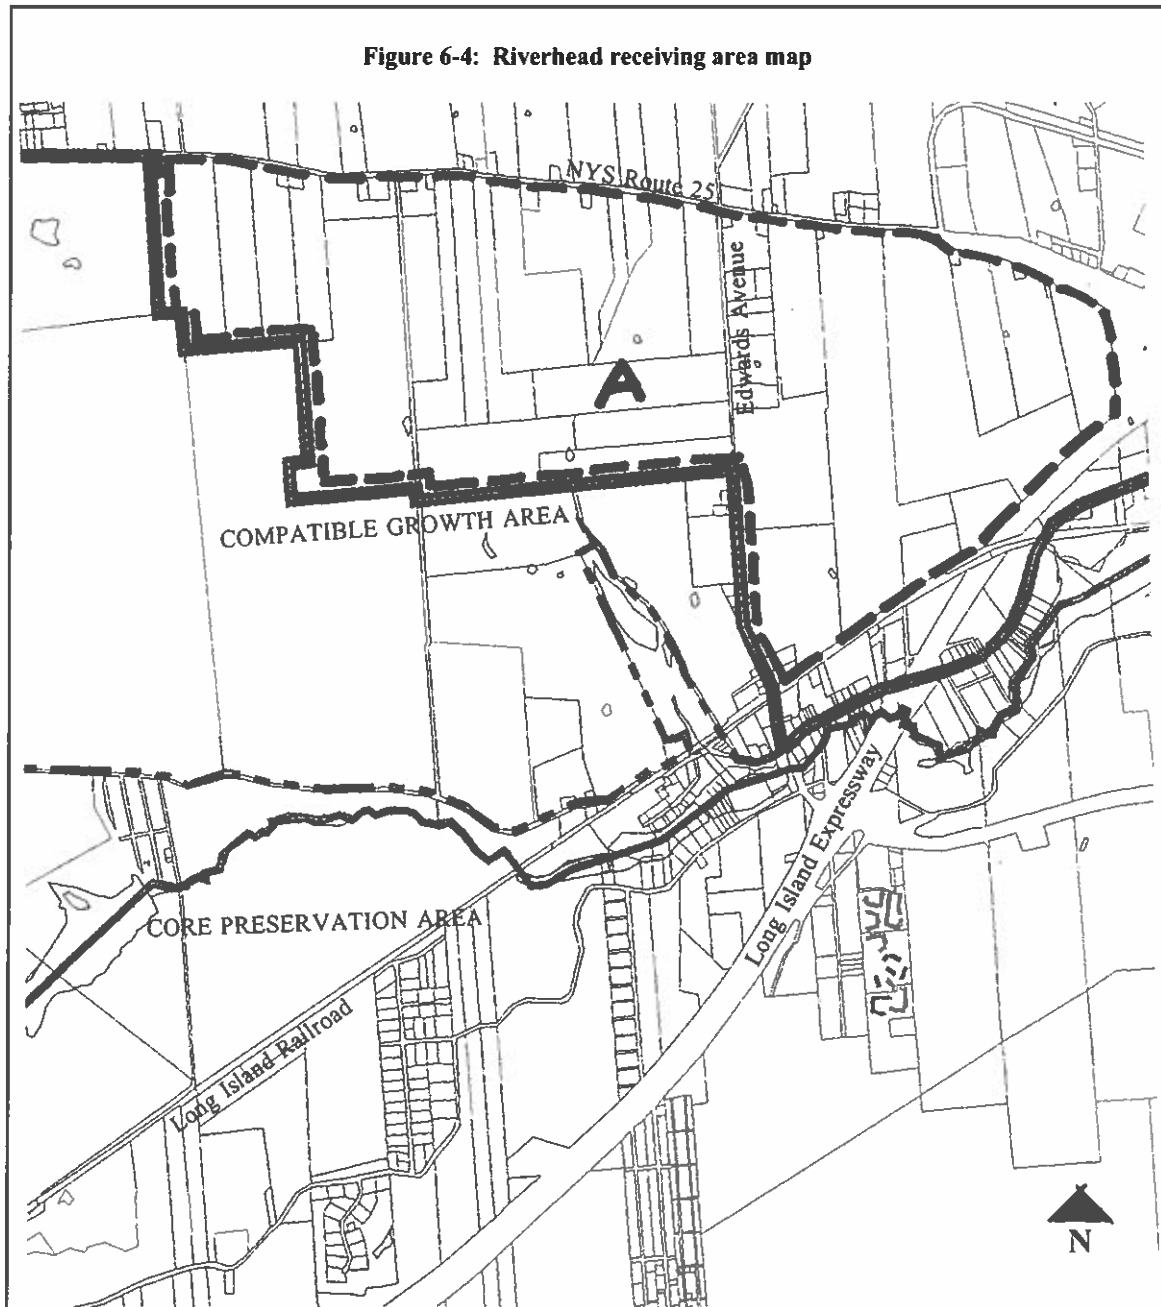 Figure 6-4: Riverhead receiving area map
NYS Route 25
Edwards Avenue
A
COMPATIBLE GROWTH AREA
Long Island Expressway
CORE PRESERVATION AREA
Long Island Railroad
N